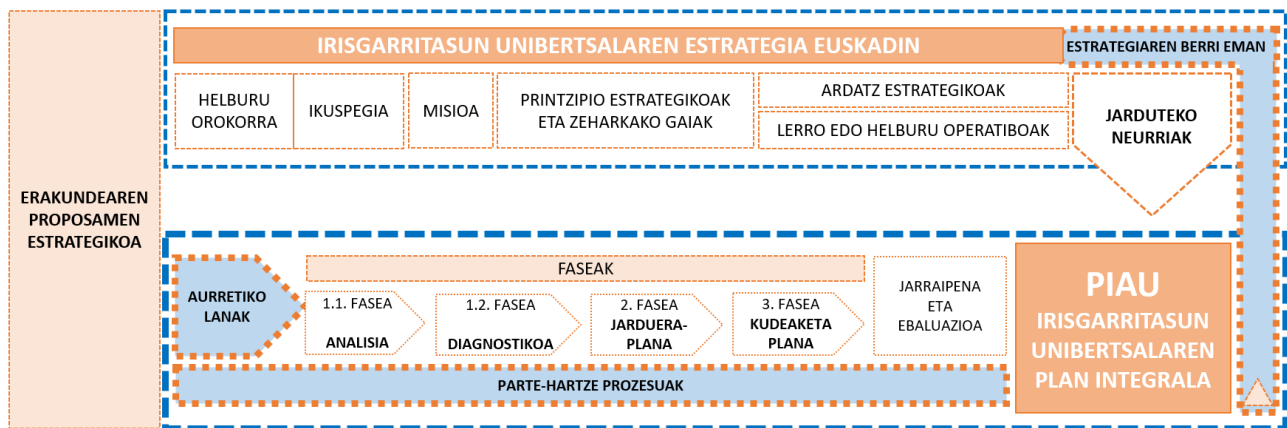 ERAKUNDEAREN
PROPOSAMEN
ESTRATEGIKOA
IRISGARRITASUN UNIBERTSALAREN ESTRATEGIA EUSKADIN
ESTRATEGIAREN BERRI EMAN
HELBURU
OROKORRA
IKUSPEGIA
MISIOA
PRINTZIPIO ESTRATEGIKOAK
ETA ZEHARKAKO GAIAK
ARDATZ ESTRATEGIKOAK
LERRO EDO HELBURU OPERATIBOAK
JARDUTEKO
NEURRIAK
AURRETIKO
LANAK
FASEAK
1.1. FASEA
ANALISIA
1.2. FASEA
DIAGNOSTIKOA
2. FASEA
JARDUERA-
PLANA
3. FASEA
KUDEAKETA
PLANA
JARRAIPENA
ETA
EBALUAZIOA
PARTE-HARTZE PROZESUAK
PIAU
IRISGARRITASUN
UNIBERTSALAREN
PLAN INTEGRALA